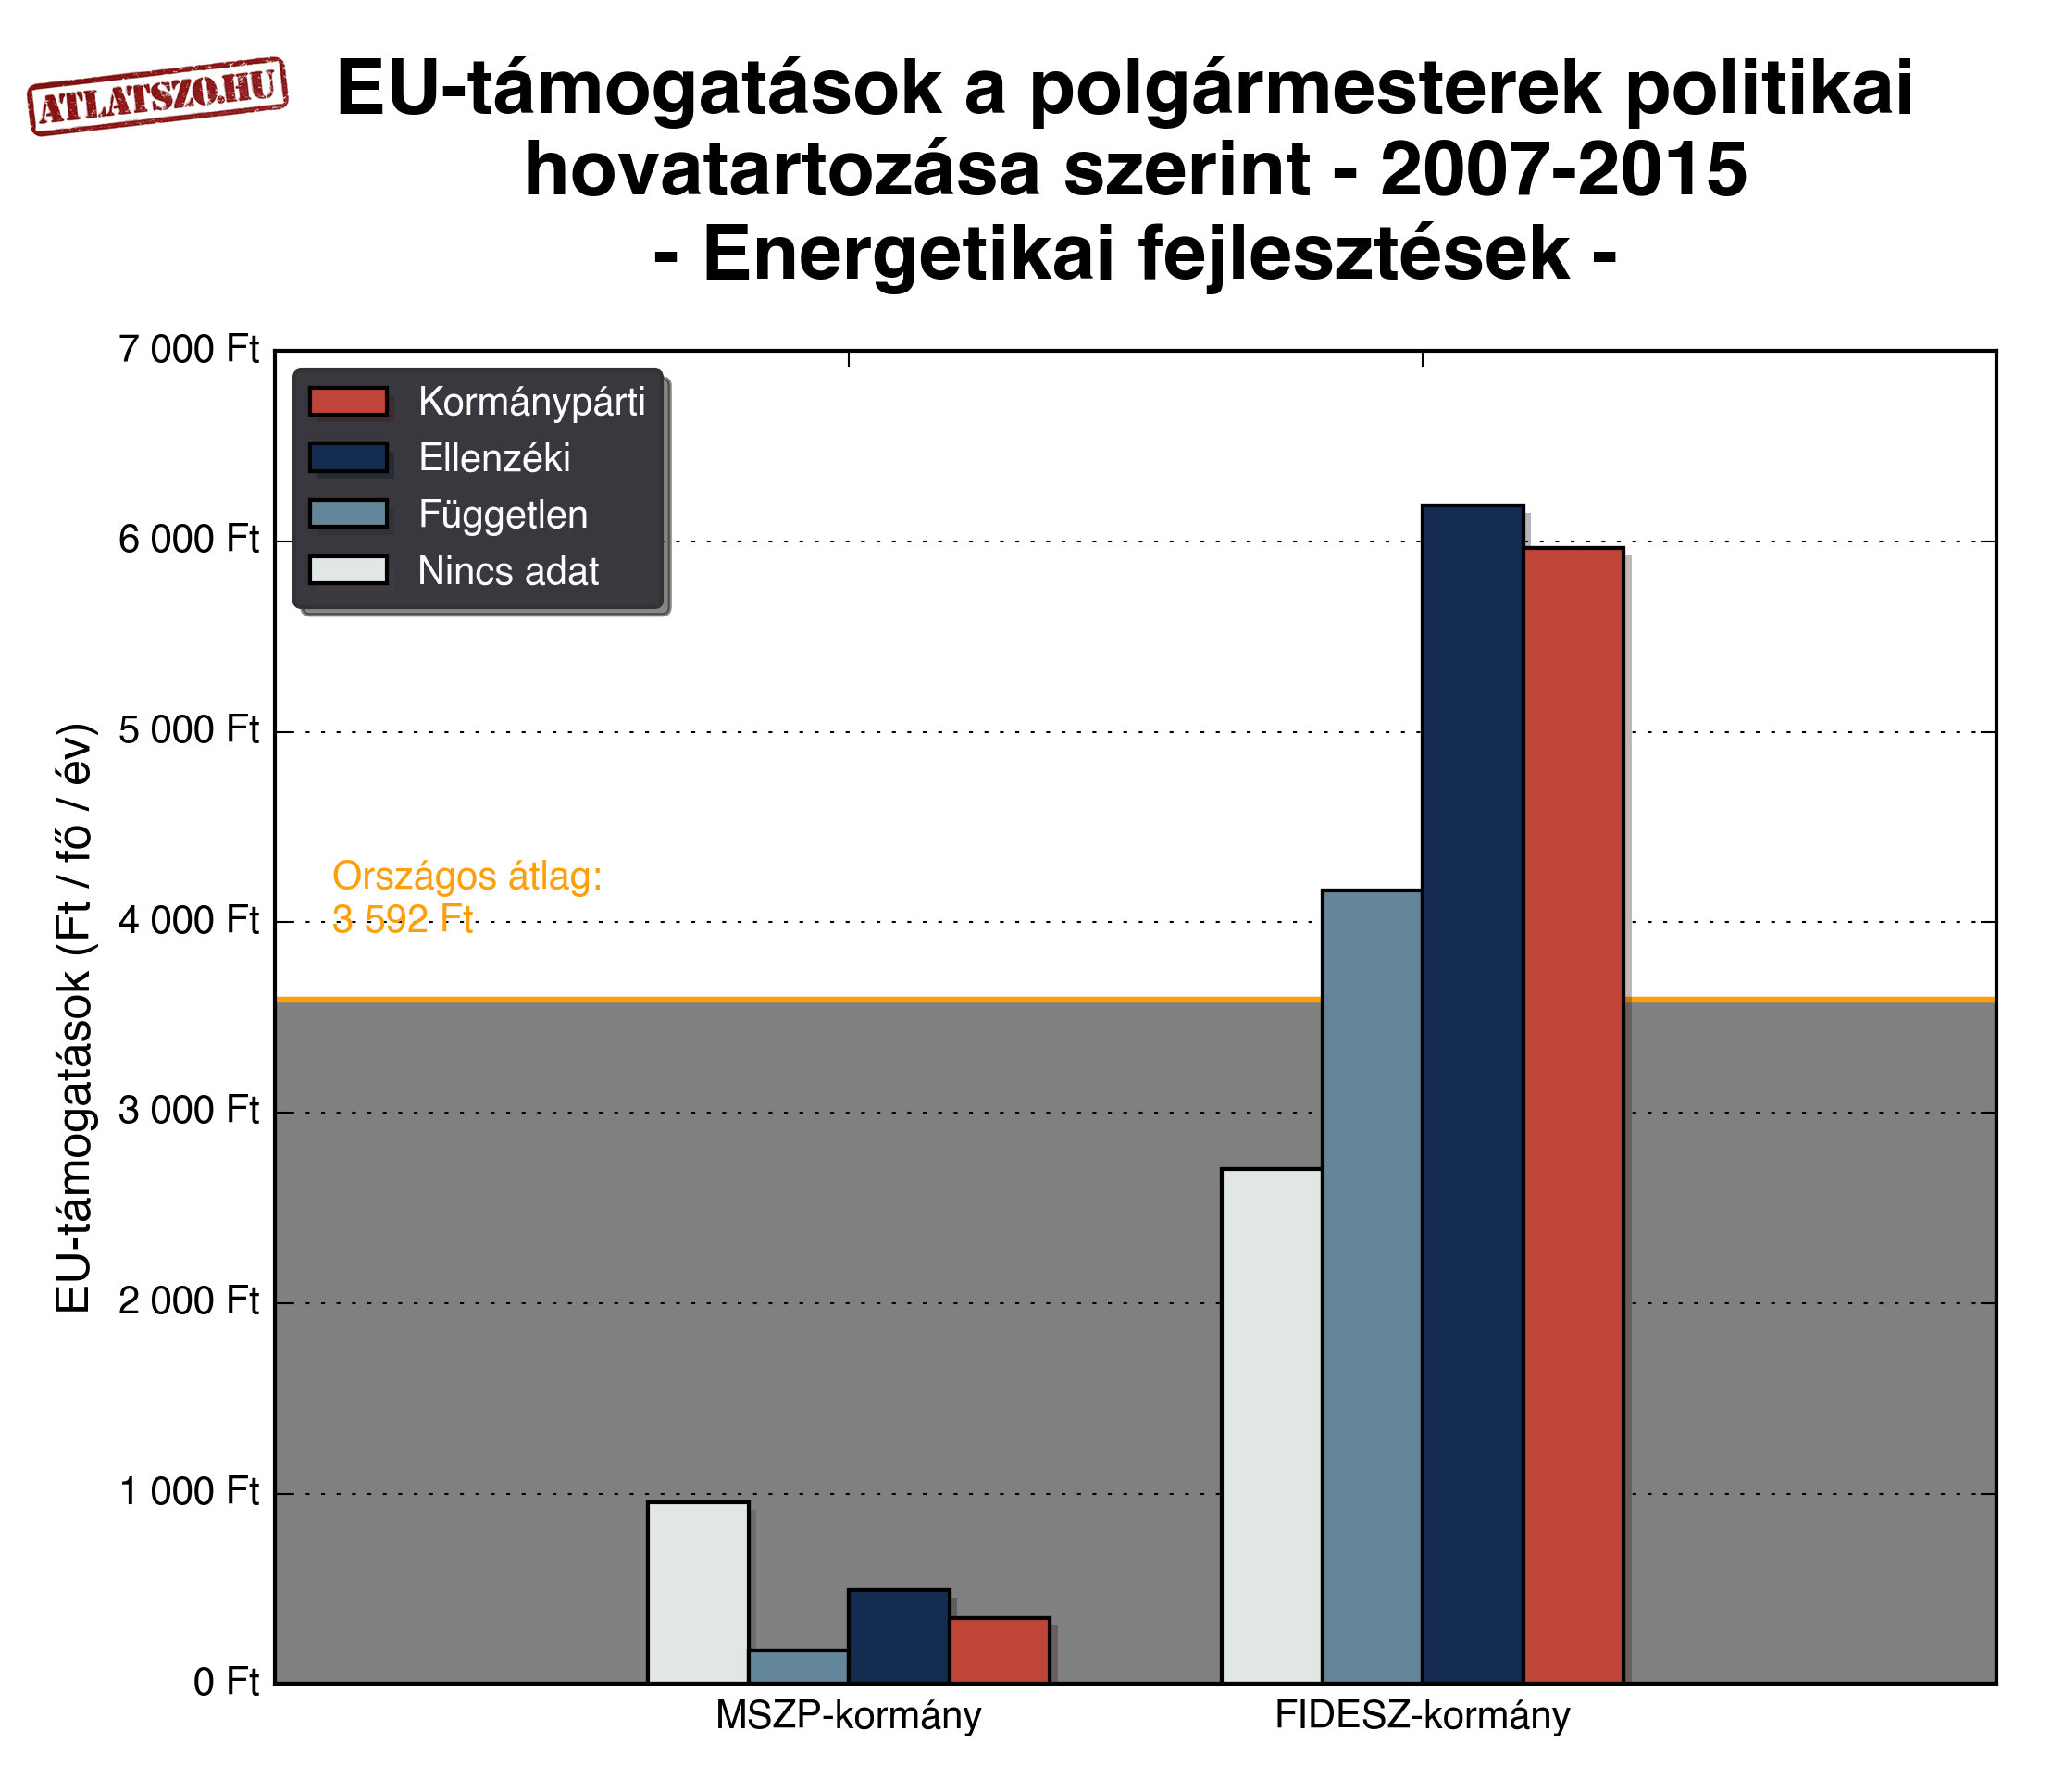 ATLATSZO.HU
EU-támogatások a polgármesterek politikai
hovatartozása szerint - 2007-2015
- Energetikai fejlesztések -
EU-támogatások (Ft / fő / év)
7 000 Ft
6 000 Ft
5 000 Ft
4 000 Ft
3 000 Ft
2 000 Ft
1 000 Ft
0 Ft
Kormánypárti
Ellenzéki
Független
Nincs adat
Országos átlag:
3 592 Ft
MSZP-kormány
FIDESZ-kormány